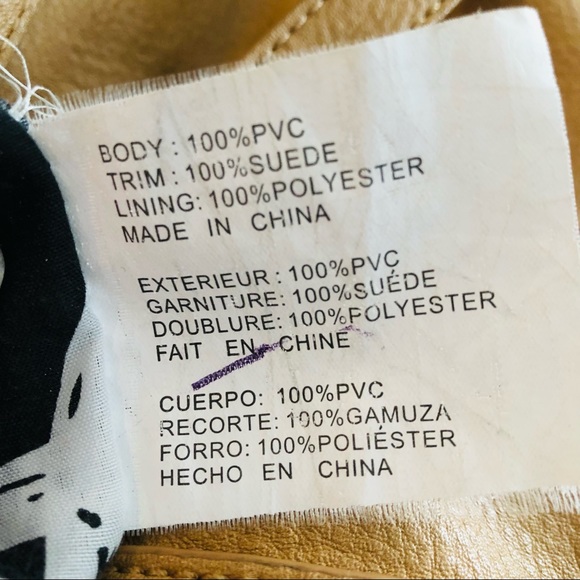 BODY : 100%PVC
TRIM : 100%SUEDE
LINING: 100%POLYESTER
MADE IN CHINA
EXTERIEUR : 100%PVC
GARNITURE: 100%SUÉDE
DOUBLURE: 100%POLYESTER
FAIT EN CHINE
CUERPO: 100%PVC
RECORTE: 100%GAMUZA
FORRO: 100%POLIÉSTER
HECHO EN CHINA